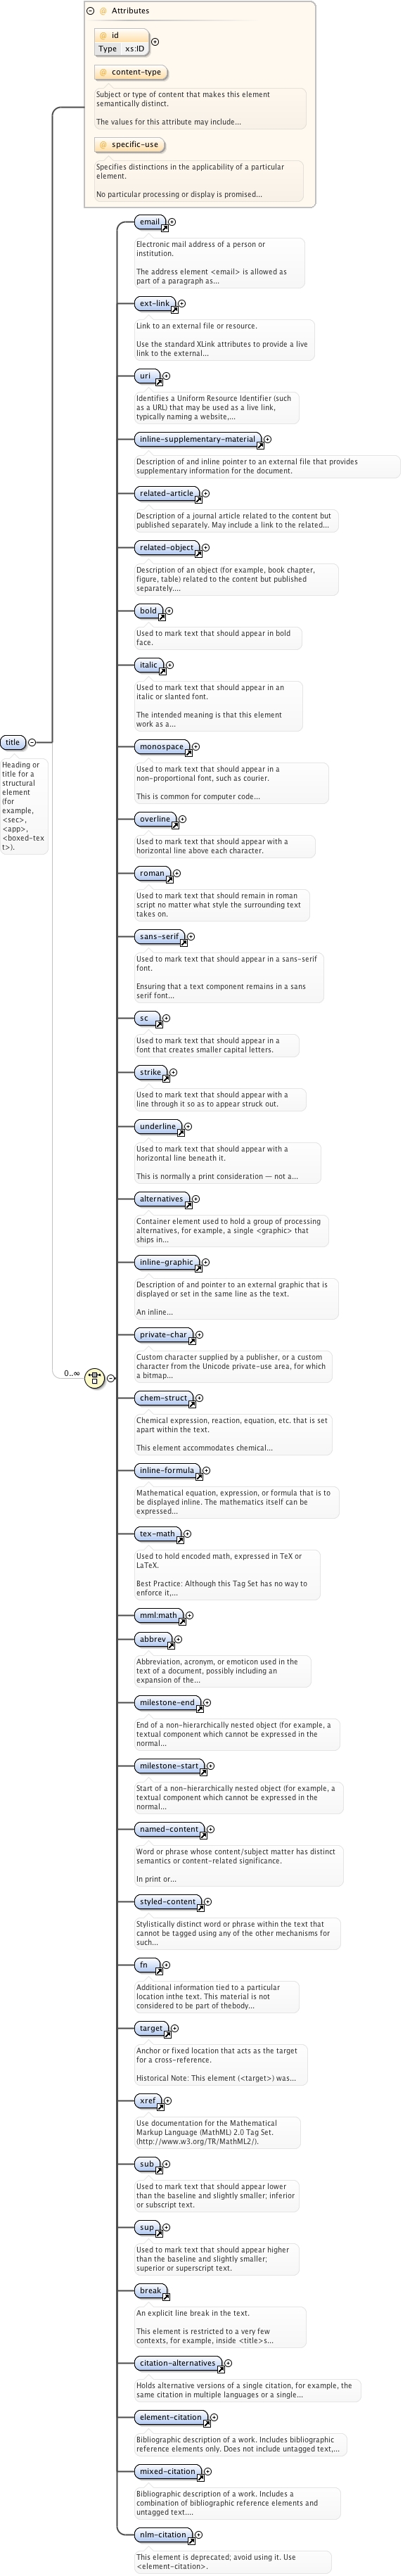 Attributes
id
Type xs:ID
content-type
Subject or type of content that makes this element
semantically distinct.
The values for this attribute may include...
specific-use
Specifies distinctions in the applicability of a particular
element.
No particular processing or display is promised...
email
Electronic mail address of a person or
institution.
The address element <email> is allowed as
part of a paragraph as...
ext-link
Link to an external file or resource.
Use the standard XLink attributes to provide a live
link to the external...
uri
Identifies a Uniform Resource Identifier (such
as a URL) that may be used as a live link,
typically naming a website,...
inline-supplementary-material
Description of and inline pointer to an external file that provides
supplementary information for the document.
related-article
Description of a journal article related to the content but
published separately. May include a link to the related...
related-object
Description of an object (for example, book chapter,
figure, table) related to the content but published
separately....
bold
Used to mark text that should appear in bold
face.
italic
Used to mark text that should appear in an
italic or slanted font.
The intended meaning is that this element
work as a...
title
Heading or
title for a
structural
element
(for
example,
<sec>,
<app>,
<boxed-tex
t>).
monospace
Used to mark text that should appear in a
non-proportional font, such as courier.
This is common for computer code...
overline
Used to mark text that should appear with a
horizontal line above each character.
roman
Used to mark text that should remain in roman
script no matter what style the surrounding text
takes on.
sans-serif
Used to mark text that should appear in a sans-serif
font.
Ensuring that a text component remains in a sans
serif font...
sc
Used to mark text that should appear in a
font that creates smaller capital letters.
strike
Used to mark text that should appear with a
line through it so as to appear struck out.
underline
Used to mark text that should appear with a
horizontal line beneath it.
This is normally a print consideration — not a...
alternatives
Container element used to hold a group of processing
alternatives, for example, a single <graphic> that
ships in...
inline-graphic
Description of and pointer to an external graphic that is
displayed or set in the same line as the text.
An inline...
private-char
Custom character supplied by a publisher, or a custom
character from the Unicode private-use area, for which
a bitmap...
0..∞
chem-struct
Chemical expression, reaction, equation, etc. that is set
apart within the text.
This element accommodates chemical...
inline-formula
Mathematical equation, expression, or formula that is to
be displayed inline. The mathematics itself can be
expressed...
tex-math
Used to hold encoded math, expressed in TeX or
LaTeX.
Best Practice: Although this Tag Set has no way to
enforce it,...
mml:math
abbrev
Abbreviation, acronym, or emoticon used in the
text of a document, possibly including an
expansion of the...
milestone-end
End of a non-hierarchically nested object (for example, a
textual component which cannot be expressed in the
normal...
milestone-start
Start of a non-hierarchically nested object (for example, a
textual component which cannot be expressed in the
normal...
named-content
Word or phrase whose content/subject matter has distinct
semantics or content-related significance.
In print or...
styled-content
Stylistically distinct word or phrase within the text that
cannot be tagged using any of the other mechanisms for
such...
fn
Additional information tied to a particular
location inthe text. This material is not
considered to be part of thebody...
target
Anchor or fixed location that acts as the target
for a cross-reference.
Historical Note: This element (<target>) was...
xref
Use documentation for the Mathematical
Markup Language (MathML) 2.0 Tag Set.
(http://www.w3.org/TR/MathML2/).
sub
Used to mark text that should appear lower
than the baseline and slightly smaller; inferior
or subscript text.
sup
Used to mark text that should appear higher
than the baseline and slightly smaller;
superior or superscript text.
break
An explicit line break in the text.
This element is restricted to a very few
contexts, for example, inside <title>s...
citation-alternatives
Holds alternative versions of a single citation, for example, the
same citation in multiple languages or a single...
element-citation
Bibliographic description of a work. Includes bibliographic
reference elements only. Does not include untagged text,...
mixed-citation
Bibliographic description of a work. Includes a
combination of bibliographic reference elements and
untagged text....
nlm-citation
This element is deprecated; avoid using it. Use
<element-citation>.